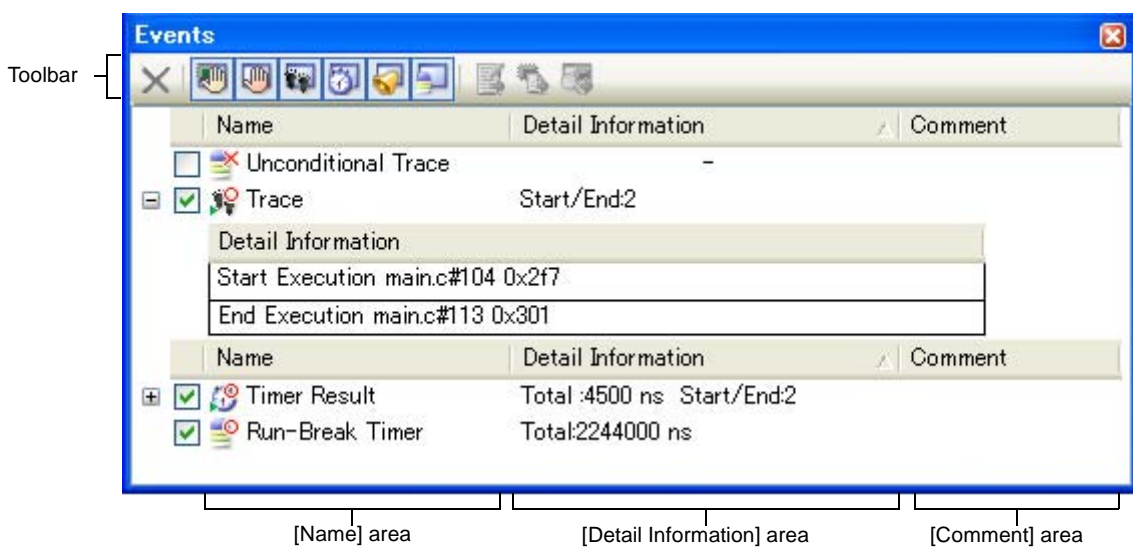 Events
Toolbar
Name Detail Information Comment
Unconditional Trace -
Trace Start/End:2
Detail Information
Start Execution main.c#104 0x2f7
End Execution main.c#113 0x301
Name Detail Information Comment
Timer Result Total :4500 ns Start/End:2
Run-Break Timer Total:2244000 ns
[Name] area [Detail Information] area [Comment] area